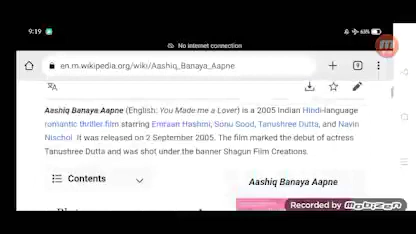 9:19
63%
No internet connection
en.m.wikipedia.org/wiki/Aashiq_Banaya_Aapne
9
Aashiq Banaya Aapne (English: You Made me a Lover) is a 2005 Indian Hindi-language
romantic thriller film starring Emraan Hashmi, Sonu Sood, Tanushree Dutta, and Navin
Nischol. It was released on 2 September 2005. The film marked the debut of actress
Tanushree Dutta and was shot under the banner Shagun Film Creations.
Contents
Aashiq Banaya Aapne
Recorded by Mobizen